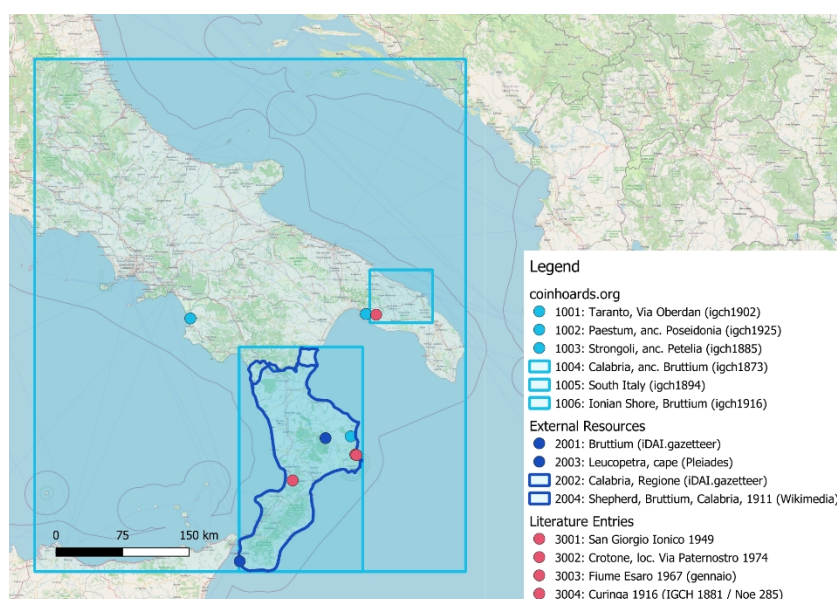 Legend
coinhoards.org
1001: Taranto, Via Oberdan (igch1902)
1002: Paestum, anc. Poseidonia (igch1925)
1003: Strongoli, anc. Petelia (igch1885)
1004: Calabria, anc. Bruttium (igch1873)
1005: South Italy (igch1894)
1006: Ionian Shore, Bruttium (igch1916)
External Resources
2001: Bruttium (iDAI.gazetteer)
2003: Leucopetra, cape (Pleiades)
2002: Calabria, Regione (iDAI.gazetteer)
2004: Shepherd, Bruttium, Calabria, 1911 (Wikimedia)
Literature Entries
3001: San Giorgio Ionico 1949
3002: Crotone, loc. Via Paternostro 1974
3003: Fiume Esaro 1967 (gennaio)
3004: Curinga 1916 (IGCH 1881 / Noe 285)
0 75 150 km